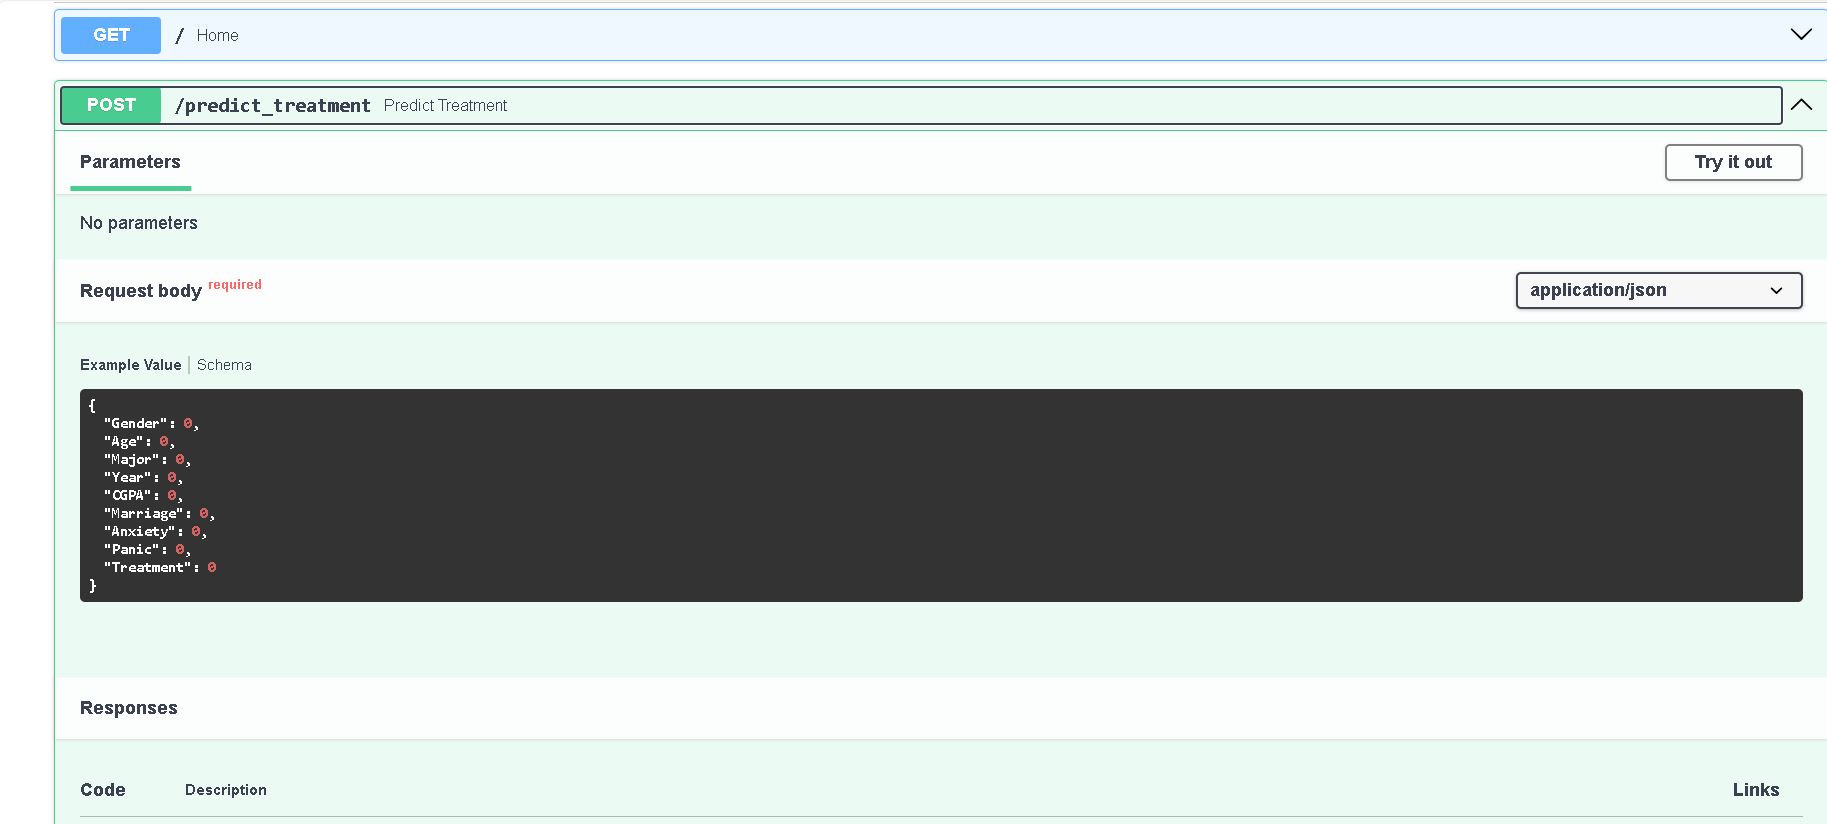 GET / Home
POST /predict_treatment Predict Treatment
Parameters Try it out
No parameters
Request body required application/json
Example Value | Schema
{
"Gender": 0,
"Age": 0,
"Major": 0,
"Year": 0,
"CGPA": 0,
"Marriage": 0,
"Anxiety": 0,
"Panic": 0,
"Treatment": 0
}
Responses
Code Description Links